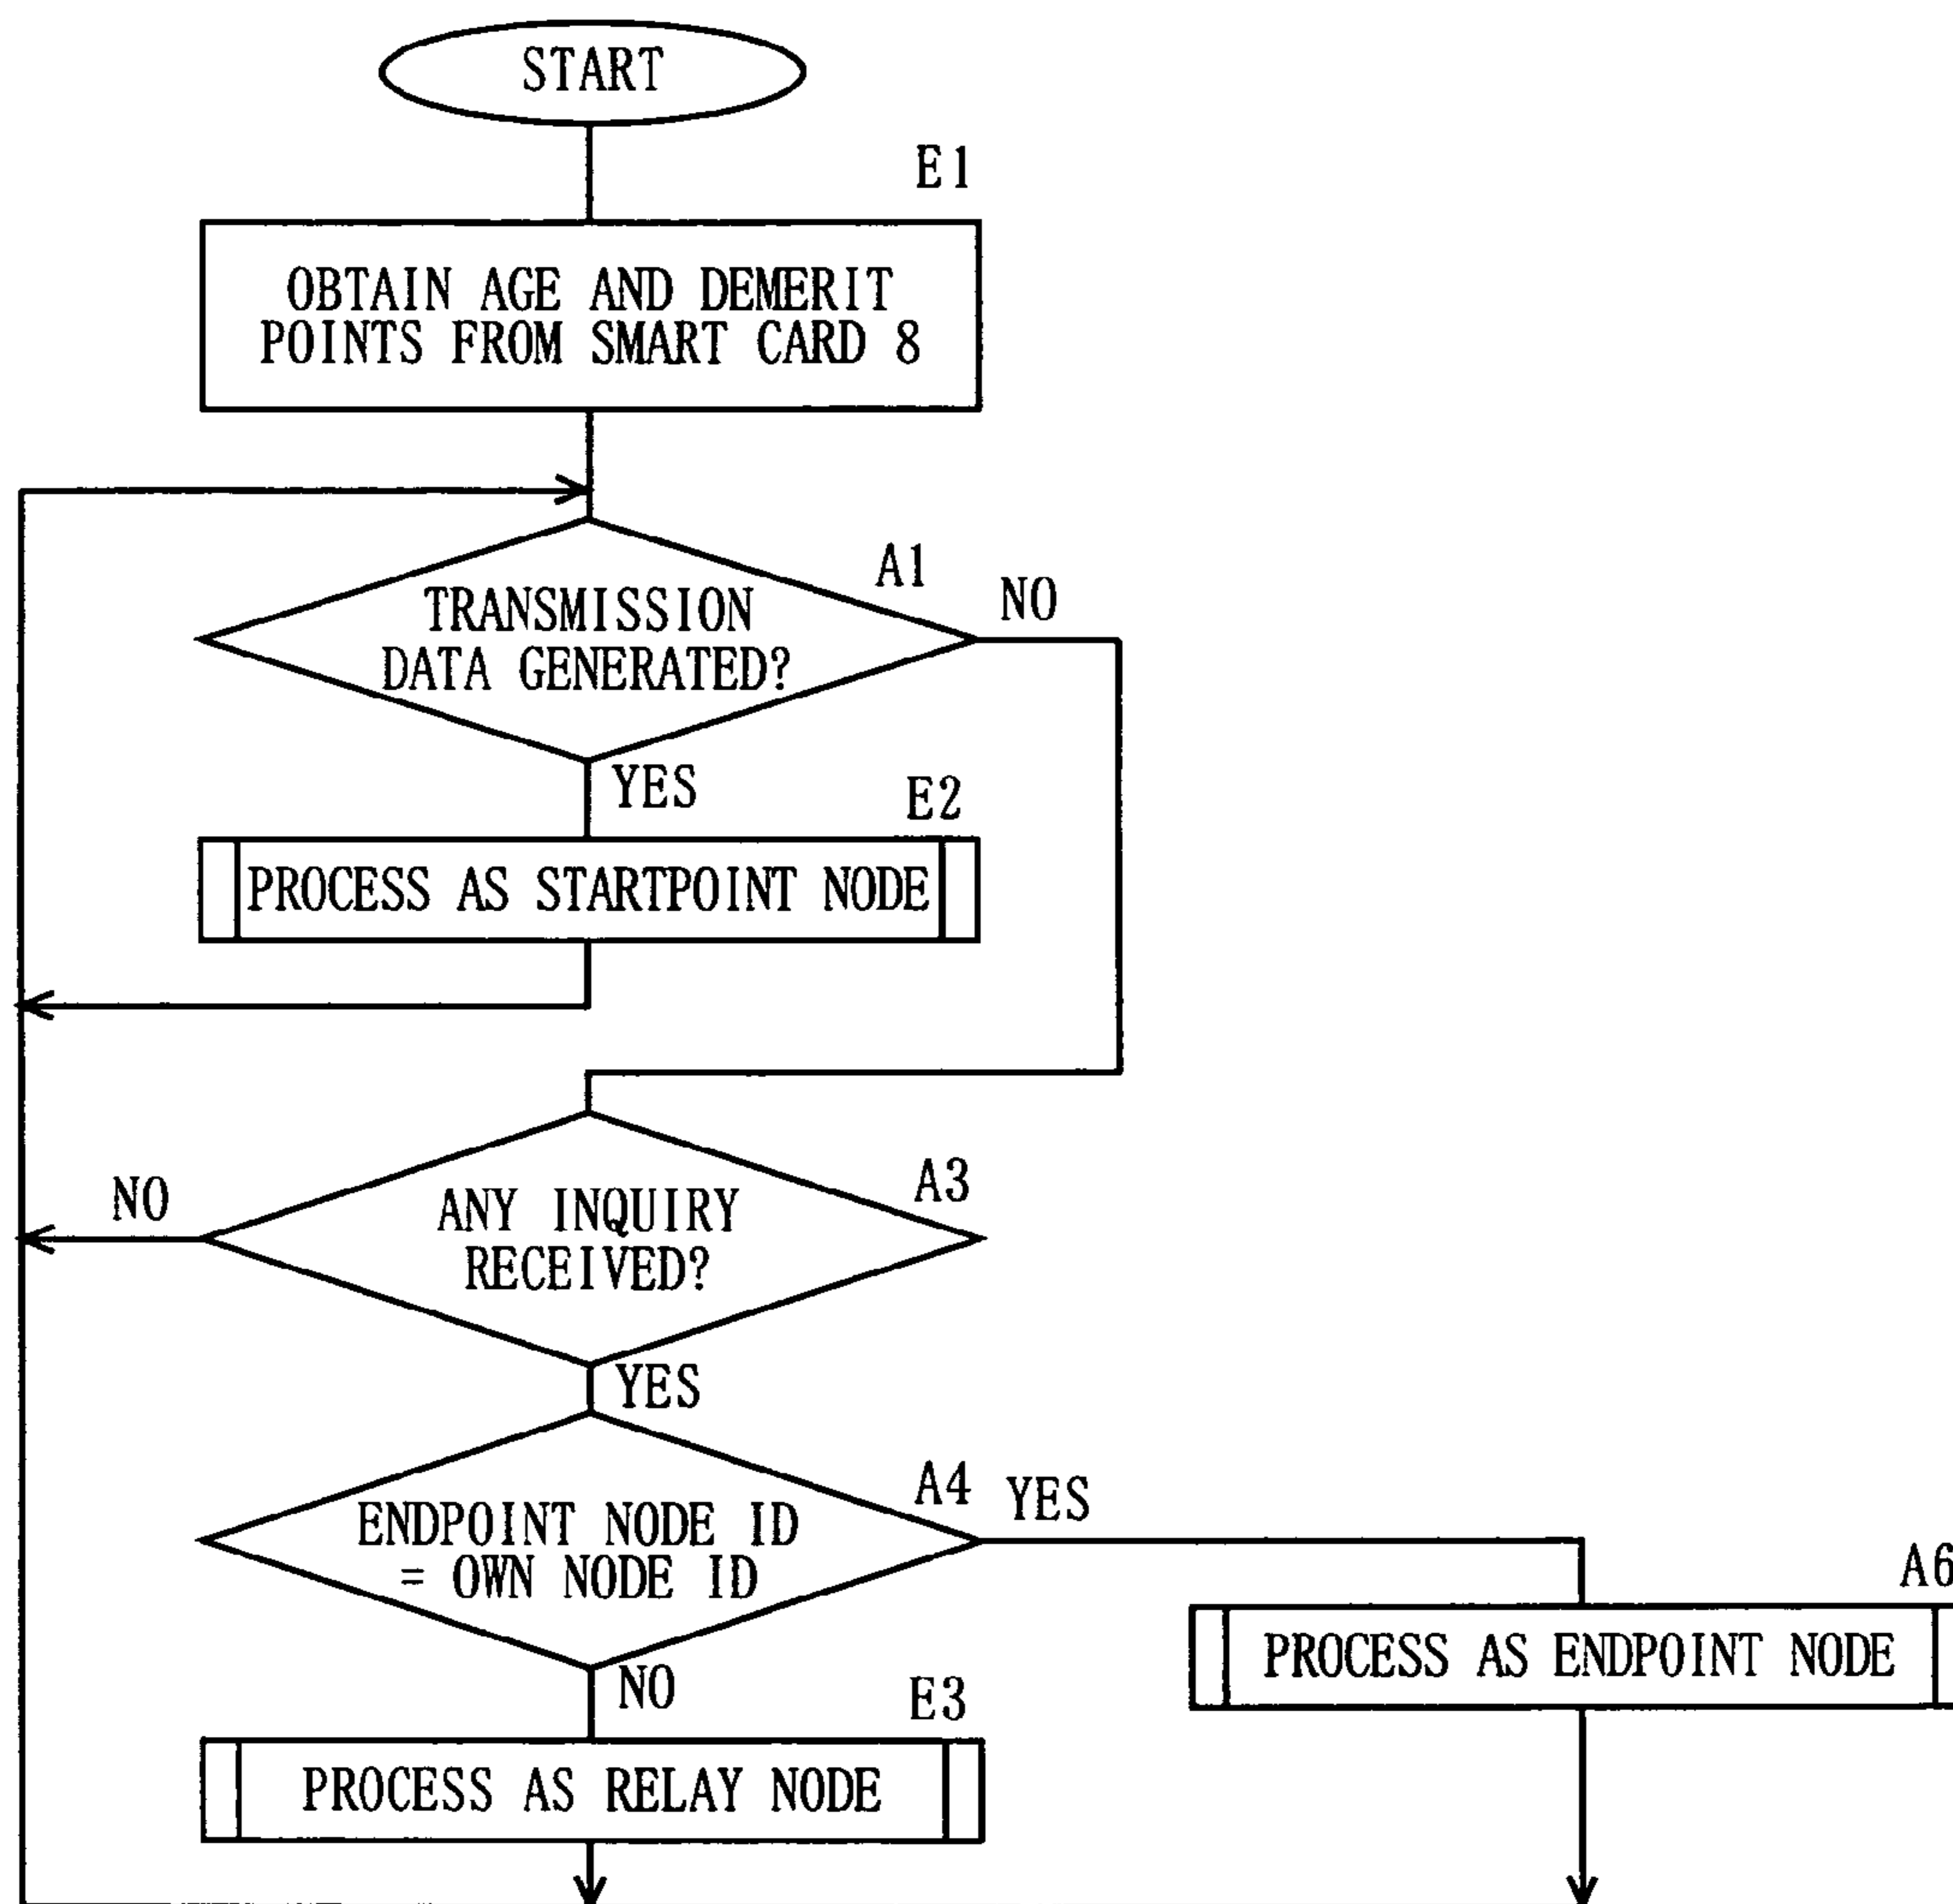 START
E1
OBTAIN AGE AND DEMERIT
POINTS FROM SMART CARD 8
A1
NO
TRANSMISSION
DATA GENERATED?
YES
E2
PROCESS AS STARTPOINT NODE
NO
A3
ANY INQUIRY
RECEIVED?
YES
A4
YES
ENDPOINT NODE ID
= OWN NODE ID
A6
PROCESS AS ENDPOINT NODE
NO
E3
PROCESS AS RELAY NODE